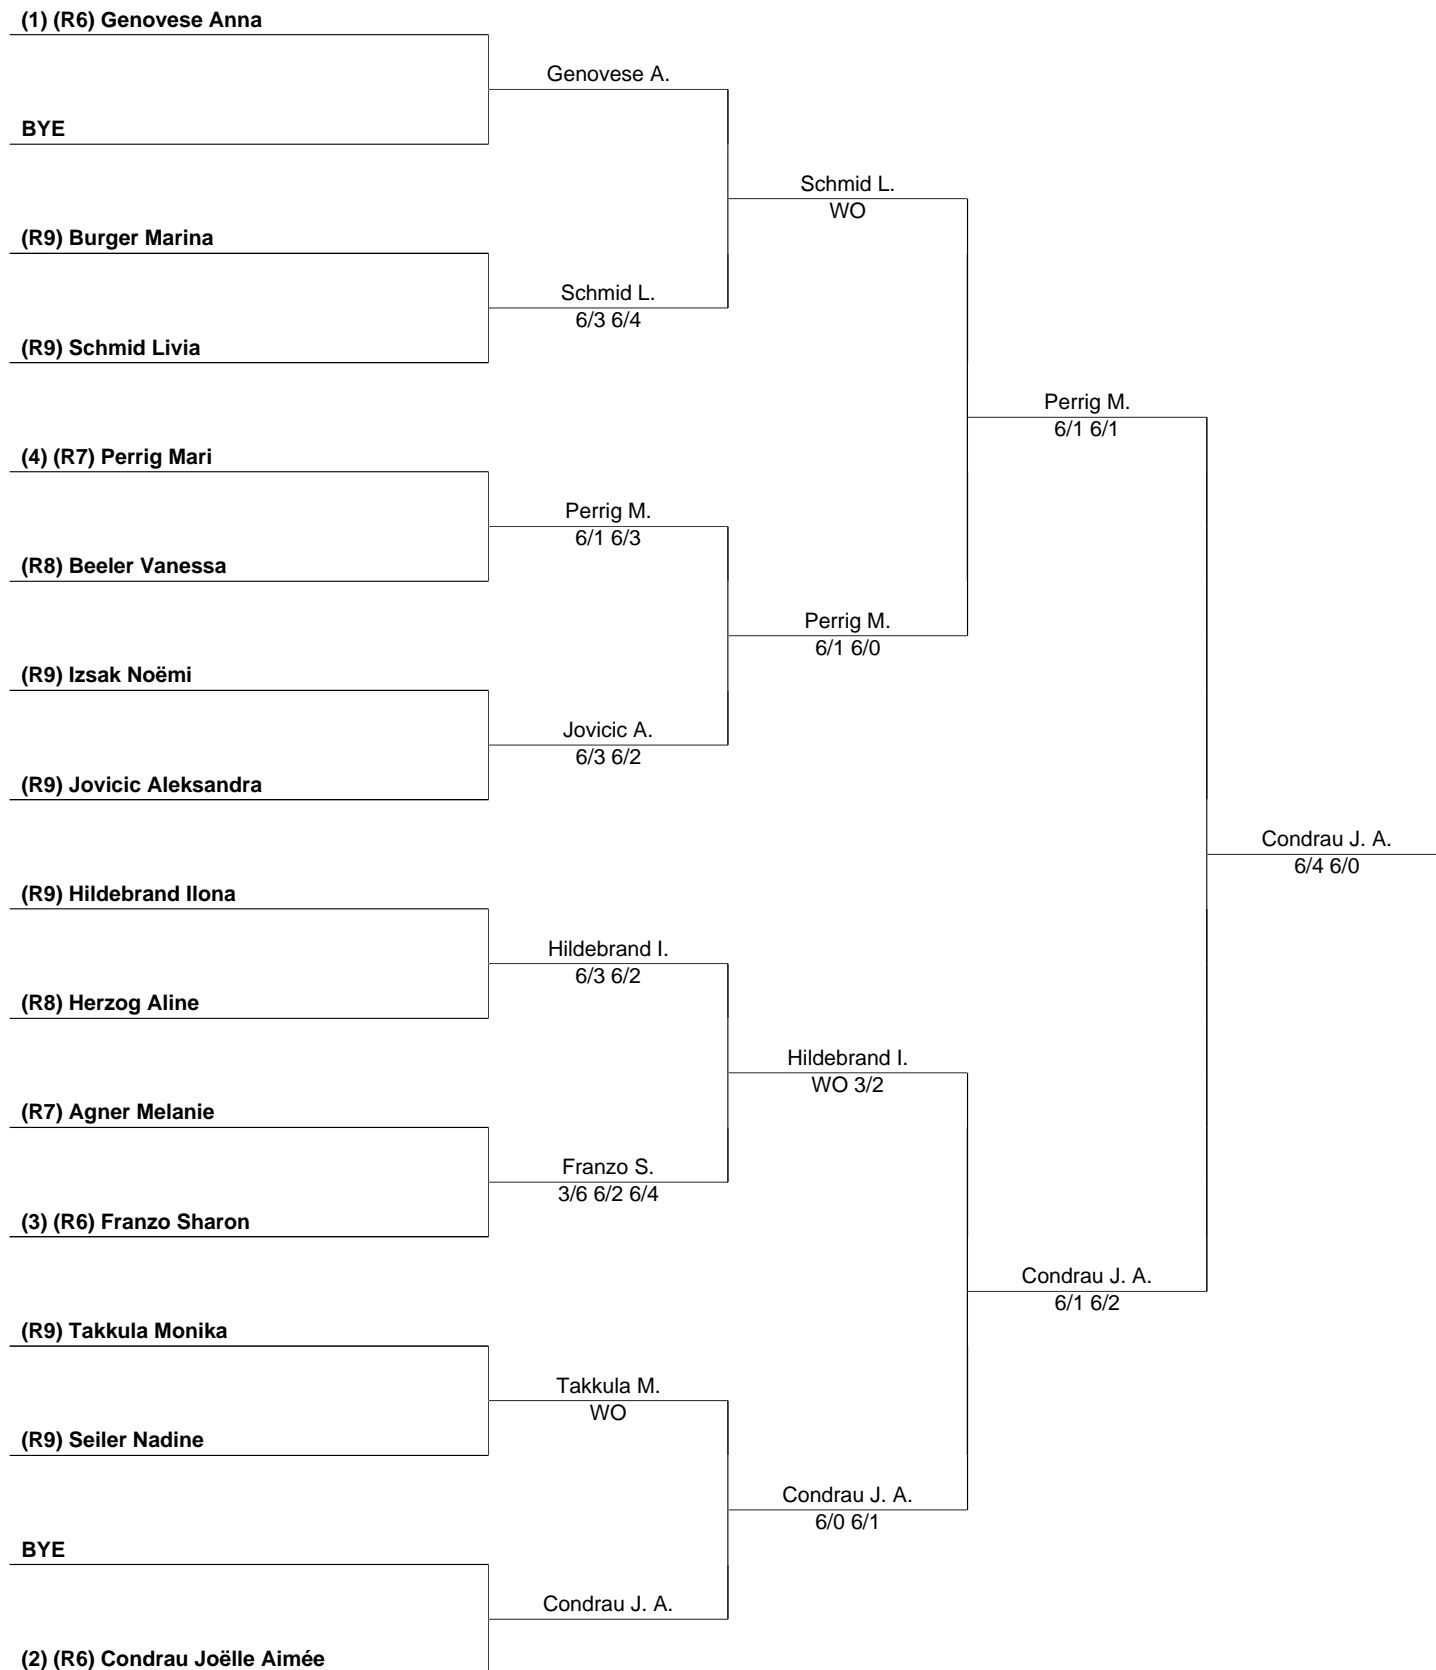 (1) (R6) Genovese Anna
Genovese A.
BYE
Schmid L.
WO
(R9) Burger Marina
Schmid L.
6/3 6/4
(R9) Schmid Livia
Perrig M.
6/1 6/1
(4) (R7) Perrig Mari
Perrig M.
6/1 6/3
(R8) Beeler Vanessa
Perrig M.
6/1 6/0
(R9) Izsak Noëmi
Jovicic A.
6/3 6/2
(R9) Jovicic Aleksandra
Condrau J. A.
6/4 6/0
(R9) Hildebrand Ilona
Hildebrand I.
6/3 6/2
(R8) Herzog Aline
Hildebrand I.
WO 3/2
(R7) Agner Melanie
Franzo S.
3/6 6/2 6/4
(3) (R6) Franzo Sharon
Condrau J. A.
6/1 6/2
(R9) Takkula Monika
Takkula M.
WO
(R9) Seiler Nadine
Condrau J. A.
6/0 6/1
BYE
Condrau J. A.
(2) (R6) Condrau Joëlle Aimée